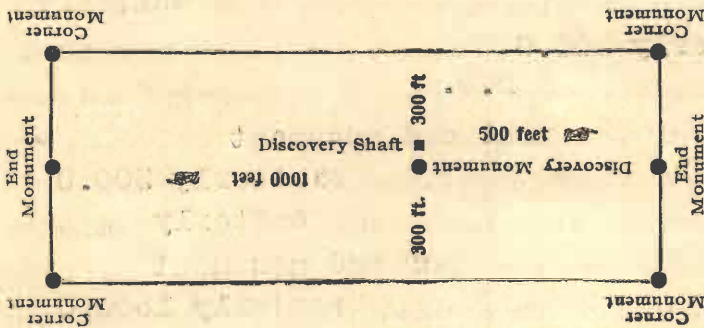 Corner
Monument
Corner
Monument
300 ft
500 feet
Discovery Shaft
End
Monument
Discovery Monument
End
Monument
1000 feet
300 ft.
Corner
Monument
Corner
Monument